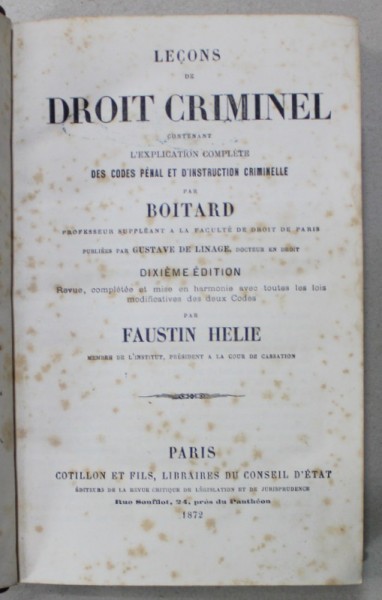 LEÇONS
DE
DROIT CRIMINEL
CONTENANT
L'EXPLICATION COMPLÈTE
DES CODES PÉNAL ET D'INSTRUCTION CRIMINELLE
PAR
BOITARD
PROFESSEUR SUPPLÉANT A LA FACULTÉ DE DROIT DE PARIS
PUBLIÉES PAR GUSTAVE DE LINAGE, DOCTEUR EN DROIT
DIXIÈME ÉDITION
Revue, complétée et mise en harmonie avec toutes les lois
modificatives des deux Codes
PAR
FAUSTIN HELIE
MEMBRE DE L'INSTITUT, PRÉSIDENT A LA COUR DE CASSATION
PARIS
COTILLON ET FILS, LIBRAIRES DU CONSEIL D'ÉTAT
ÉDITEURS DE LA REVUE CRITIQUE DE LÉGISLATION ET DE JURISPRUDENCE
Rue Soufflot, 24, près du Panthéon
1872